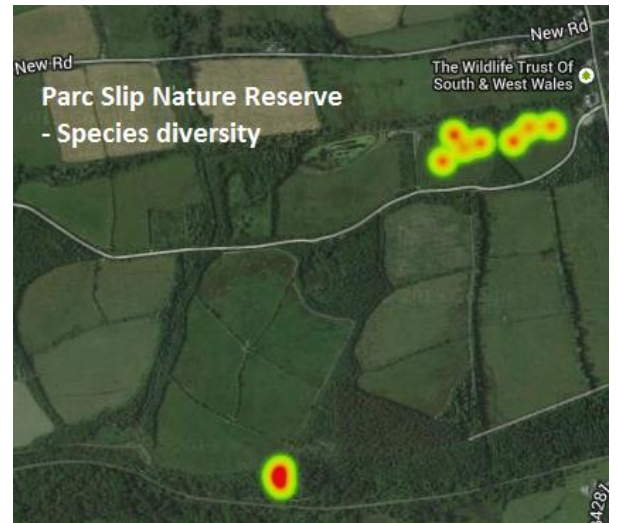 New Rd
New Rd
The Wildlife Trust Of
South & West Wales
Parc Slip Nature Reserve
- Species diversity